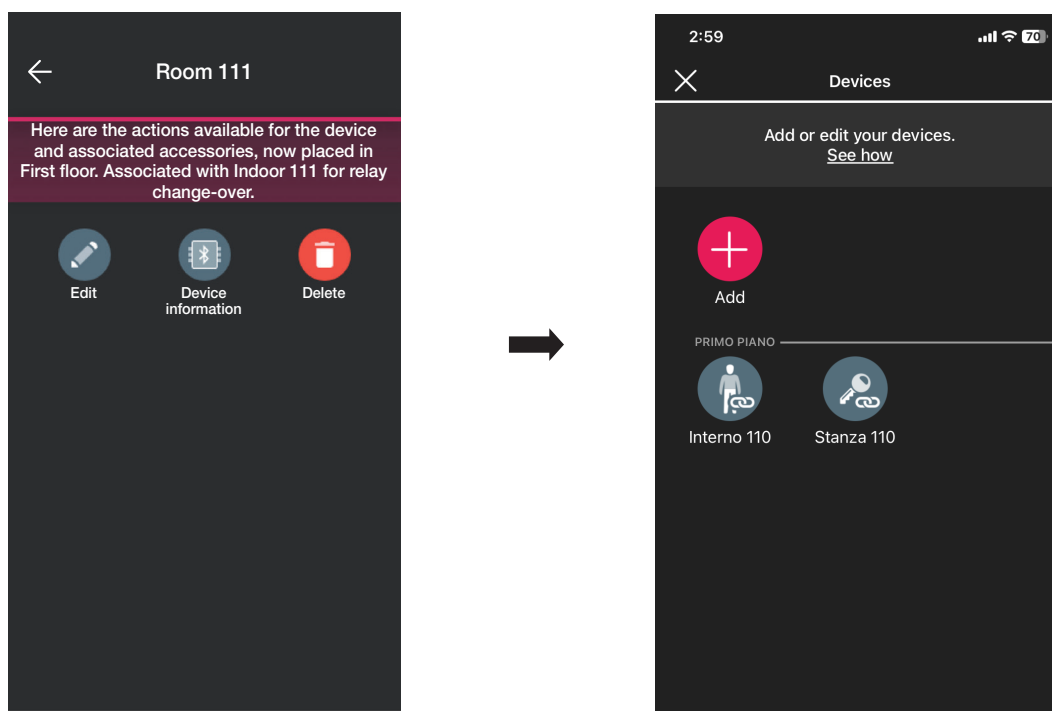 Room 111
Here are the actions available for the device
and associated accessories, now placed in
First floor. Associated with Indoor 111 for relay
change-over.
Edit
Device
information
Delete
2:59
70
Devices
Add or edit your devices.
See how
Add
PRIMO PIANO
Interno 110
Stanza 110